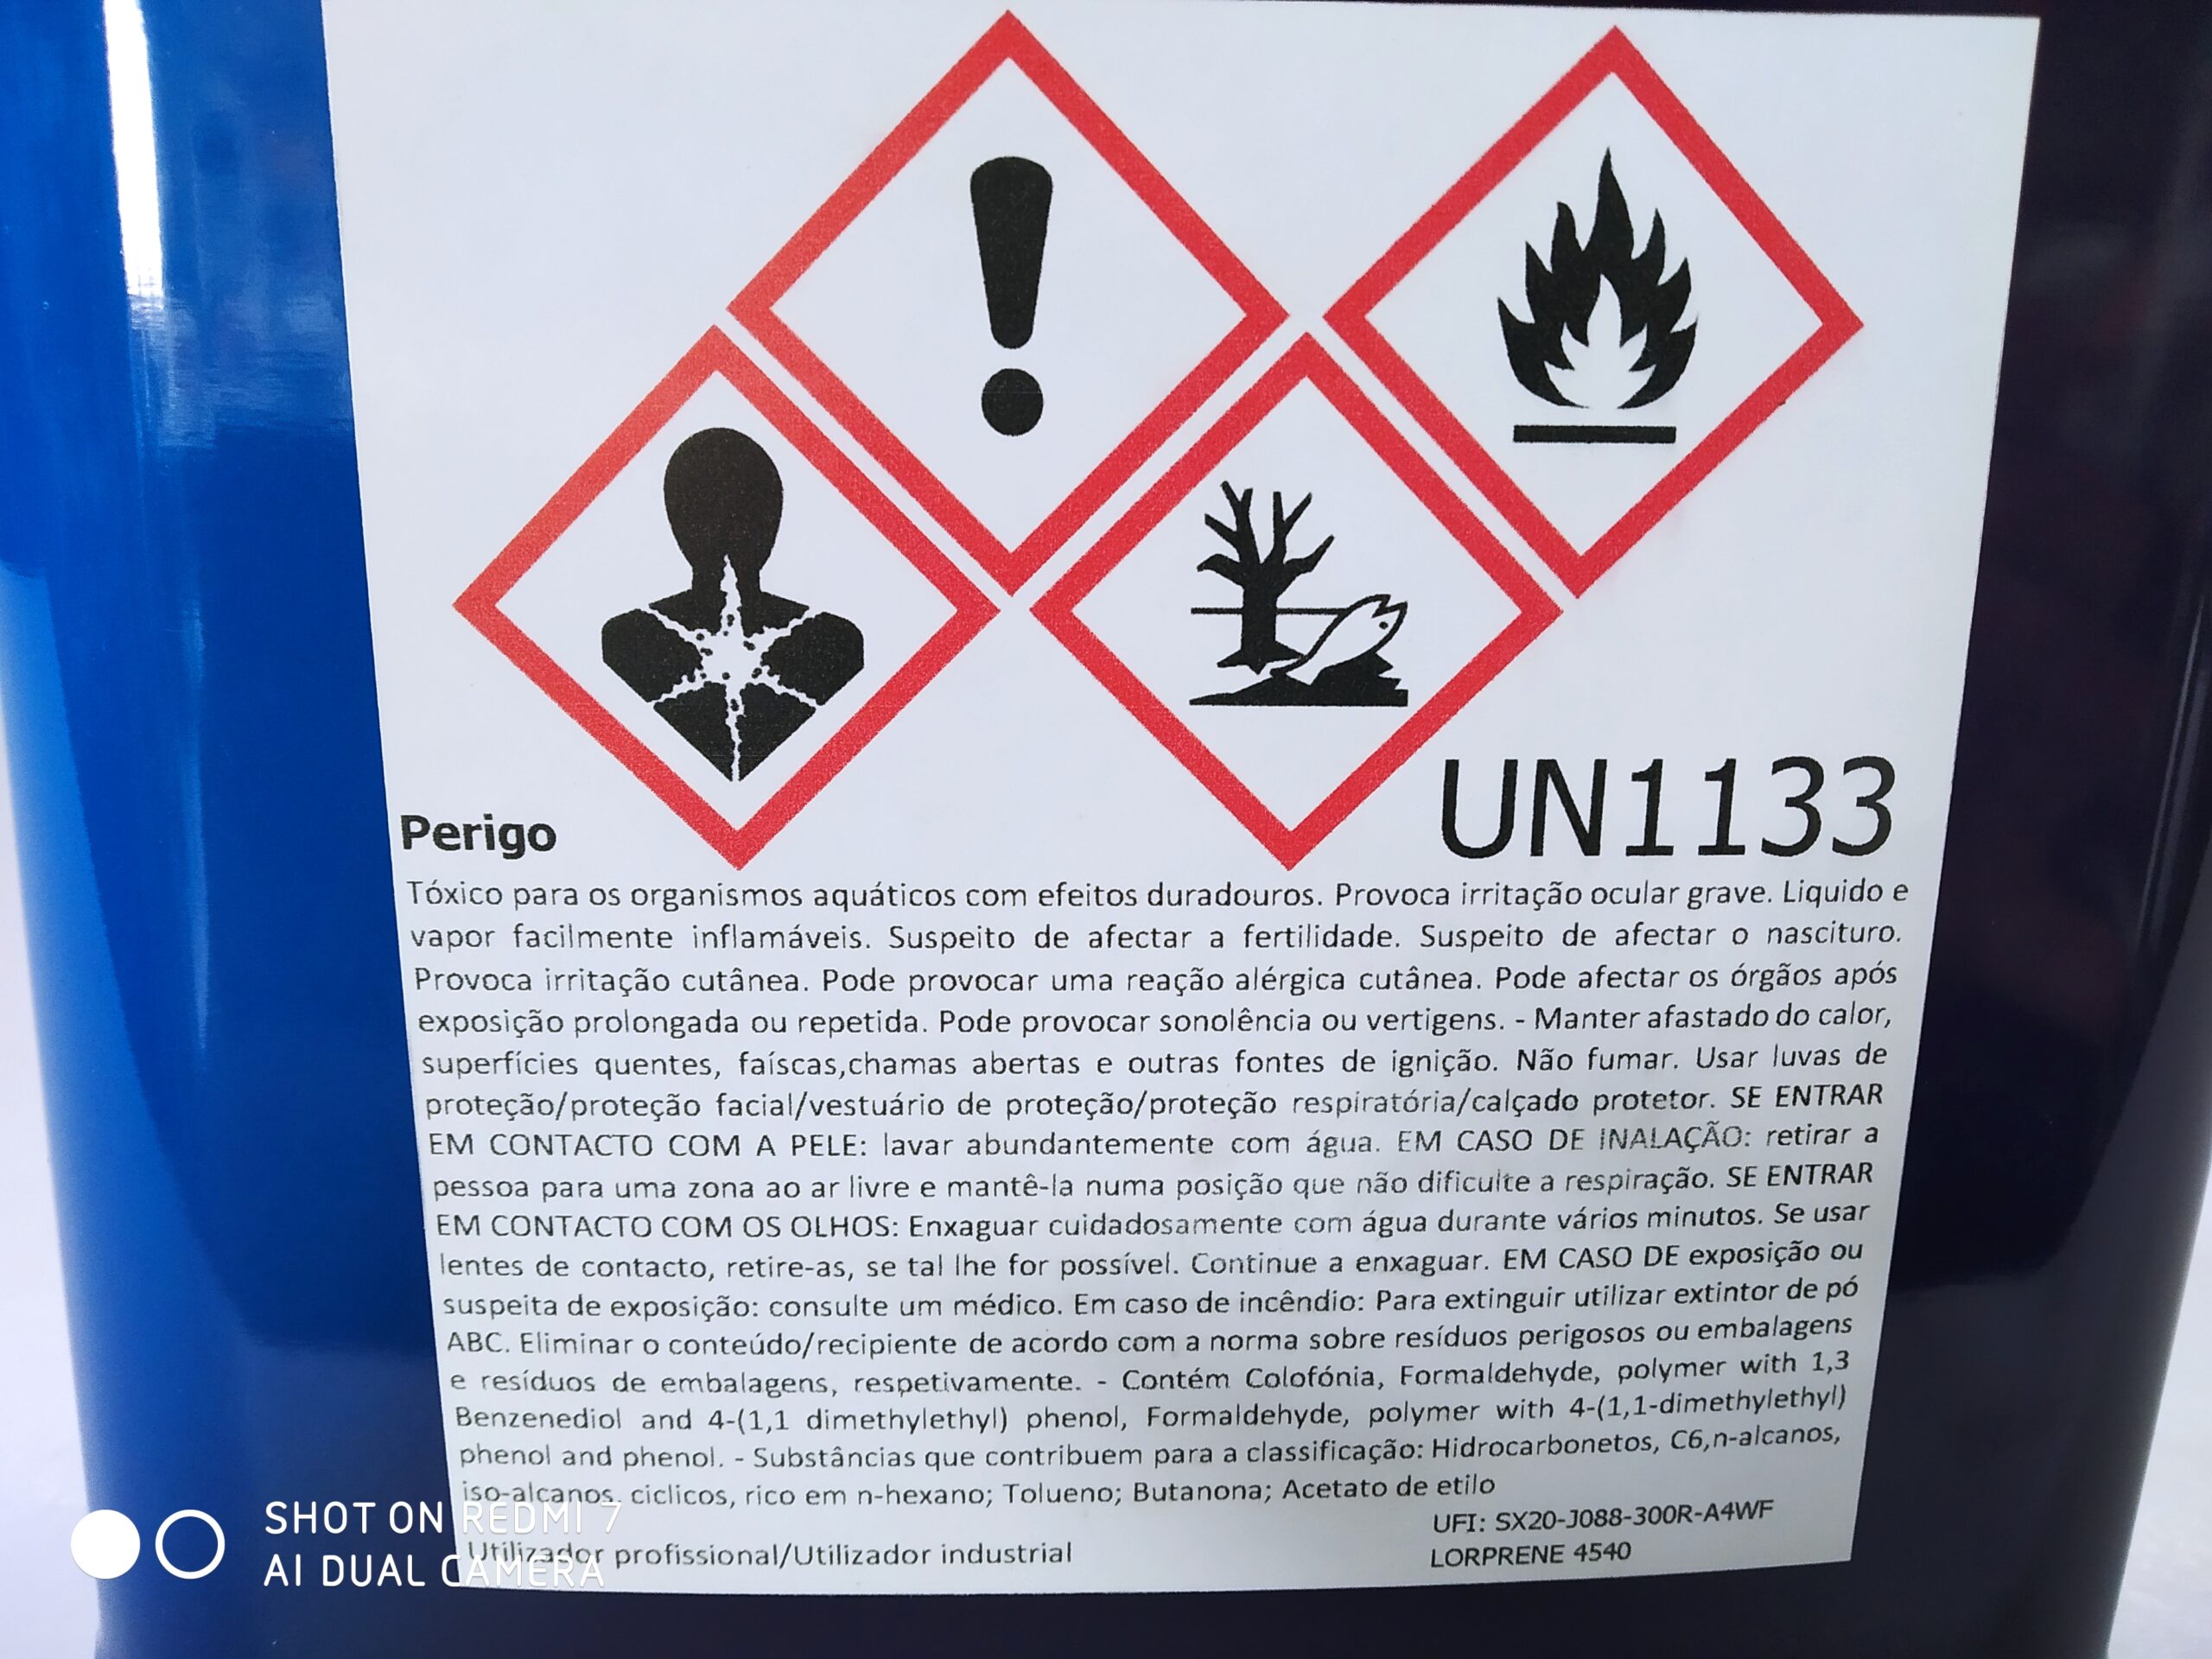 UN1133
Perigo
Tóxico para os organismos aquáticos com efeitos duradouros. Provoca irritação ocular grave. Liquido e
vapor facilmente inflamáveis. Suspeito de afectar a fertilidade. Suspeito de afectar o nascituro.
Provoca irritação cutânea. Pode provocar uma reação alérgica cutânea. Pode afectar os órgãos após
exposição prolongada ou repetida. Pode provocar sonolência ou vertigens. - Manter afastado do calor,
superfícies quentes, faíscas,chamas abertas e outras fontes de ignição. Não fumar. Usar luvas de
proteção/proteção facial/vestuário de proteção/proteção respiratória/calçado protetor. SE ENTRAR
EM CONTACTO COM A PELE: lavar abundantemente com água. EM CASO DE INALAÇÃO: retirar a
pessoa para uma zona ao ar livre e mantê-la numa posição que não dificulte a respiração. SE ENTRAR
EM CONTACTO COM OS OLHOS: Enxaguar cuidadosamente com água durante vários minutos. Se usar
lentes de contacto, retire-as, se tal lhe for possível. Continue a enxaguar. EM CASO DE exposição ou
suspeita de exposição: consulte um médico. Em caso de incêndio: Para extinguir utilizar extintor de pó
ABC. Eliminar o conteúdo/recipiente de acordo com a norma sobre resíduos perigosos ou embalagens
e resíduos de embalagens, respetivamente. - Contém Colofónia, Formaldehyde, polymer with 1,3
Benzenediol and 4-(1,1 dimethylethyl) phenol, Formaldehyde, polymer with 4-(1,1-dimethylethyl)
phenol and phenol. - Substâncias que contribuem para a classificação: Hidrocarbonetos, C6,n-alcanos,
iso-alcanos, ciclicos, rico em n-hexano; Tolueno; Butanona; Acetato de etilo
UFI: SX20-J088-300R-A4WF
Utilizador profissional/Utilizador industrial
LORPRENE 4540
SHOT ON REDMI 7
AI DUAL CAMERA